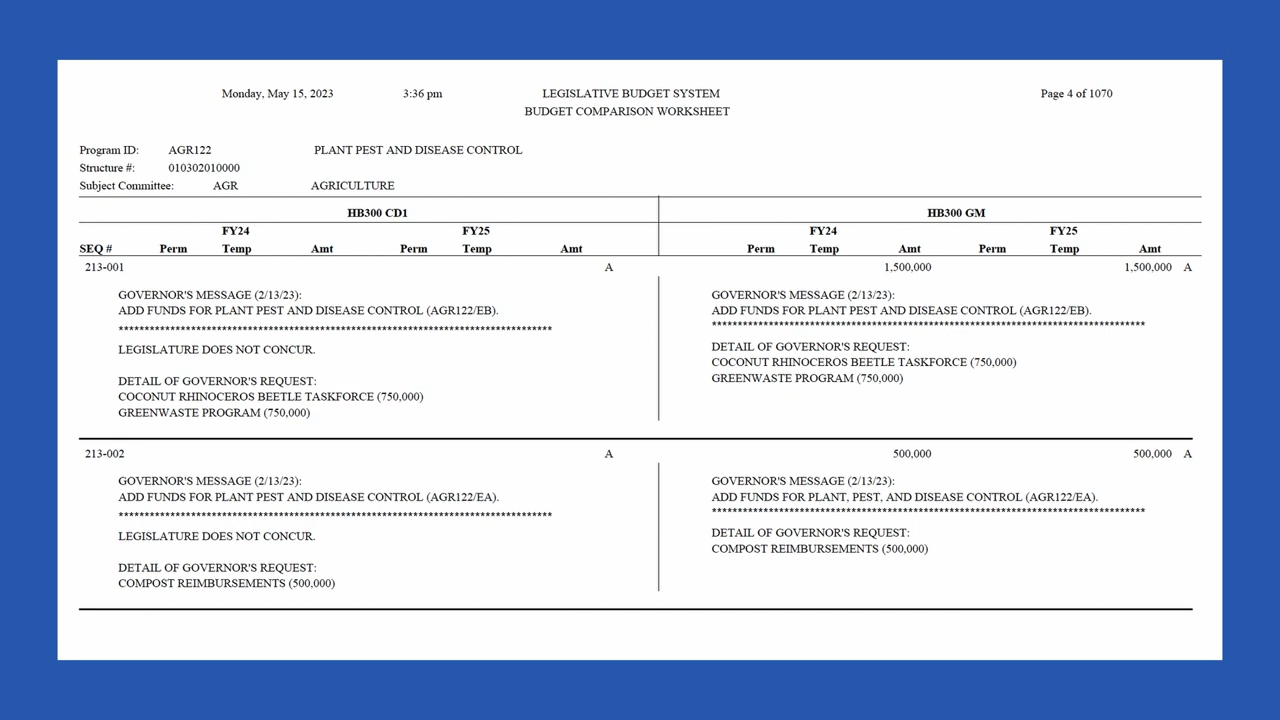 Monday, May 15, 2023 3:36 pm LEGISLATIVE BUDGET SYSTEM Page 4 of 1070
BUDGET COMPARISON WORKSHEET
Program ID: AGR122 PLANT PEST AND DISEASE CONTROL
Structure #: 010302010000
Subject Committee: AGR AGRICULTURE
HB300 CD1 HB300 GM
FY24 FY25 FY24 FY25
SEQ # Perm Temp Amt Perm Temp Amt Perm Temp Amt Perm Temp Amt
213-001 A 1,500,000 1,500,000 A
GOVERNOR'S MESSAGE (2/13/23):
ADD FUNDS FOR PLANT PEST AND DISEASE CONTROL (AGR122/EB).
************************************************************************************
LEGISLATURE DOES NOT CONCUR.
DETAIL OF GOVERNOR'S REQUEST:
COCONUT RHINOCEROS BEETLE TASKFORCE (750,000)
GREENWASTE PROGRAM (750,000)
GOVERNOR'S MESSAGE (2/13/23):
ADD FUNDS FOR PLANT PEST AND DISEASE CONTROL (AGR122/EB).
************************************************************************************
DETAIL OF GOVERNOR'S REQUEST:
COCONUT RHINOCEROS BEETLE TASKFORCE (750,000)
GREENWASTE PROGRAM (750,000)
213-002 A 500,000 500,000 A
GOVERNOR'S MESSAGE (2/13/23):
ADD FUNDS FOR PLANT PEST AND DISEASE CONTROL (AGR122/EA).
************************************************************************************
LEGISLATURE DOES NOT CONCUR.
DETAIL OF GOVERNOR'S REQUEST:
COMPOST REIMBURSEMENTS (500,000)
GOVERNOR'S MESSAGE (2/13/23):
ADD FUNDS FOR PLANT, PEST, AND DISEASE CONTROL (AGR122/EA).
************************************************************************************
DETAIL OF GOVERNOR'S REQUEST:
COMPOST REIMBURSEMENTS (500,000)